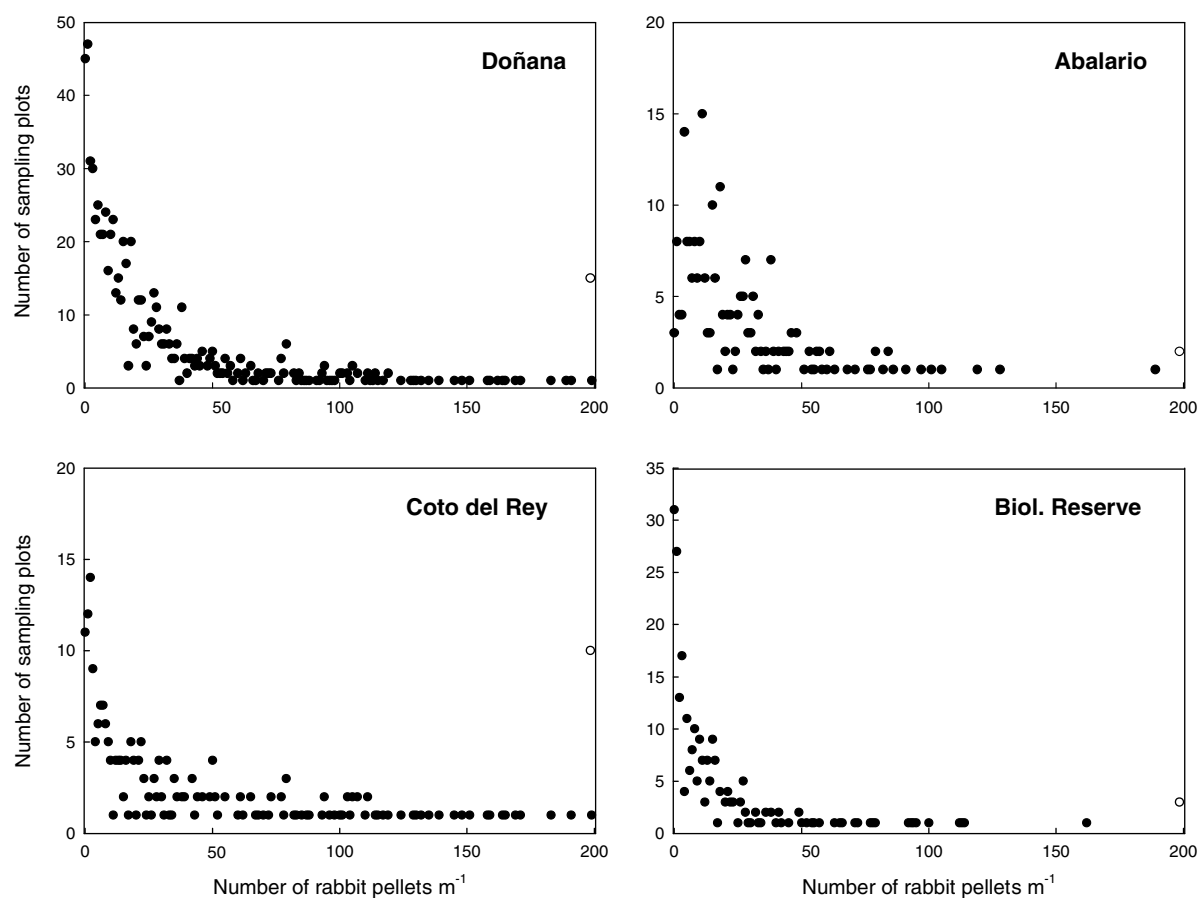 Doñana
Number of sampling plots
50
40
30
20
10
0
0 50 100 150 200
Abalario
20
15
10
5
0
0 50 100 150 200
Coto del Rey
Number of sampling plots
20
15
10
5
0
0 50 100 150 200
Number of rabbit pellets m⁻¹
Biol. Reserve
35
30
25
20
15
10
5
0
0 50 100 150 200
Number of rabbit pellets m⁻¹